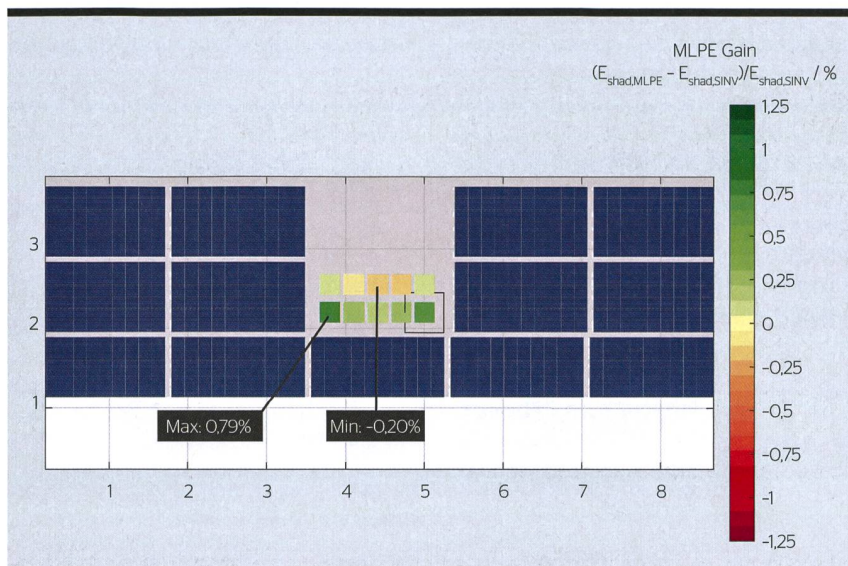 MLPE Gain
(E_shad,MLPE – E_shad,SINV)/E_shad,SINV / %
1,25
1
0,75
0,5
0,25
0
-0,25
-0,5
-0,75
-1
-1,25
3
2
1
Max: 0,79%
Min: -0,20%
1 2 3 4 5 6 7 8